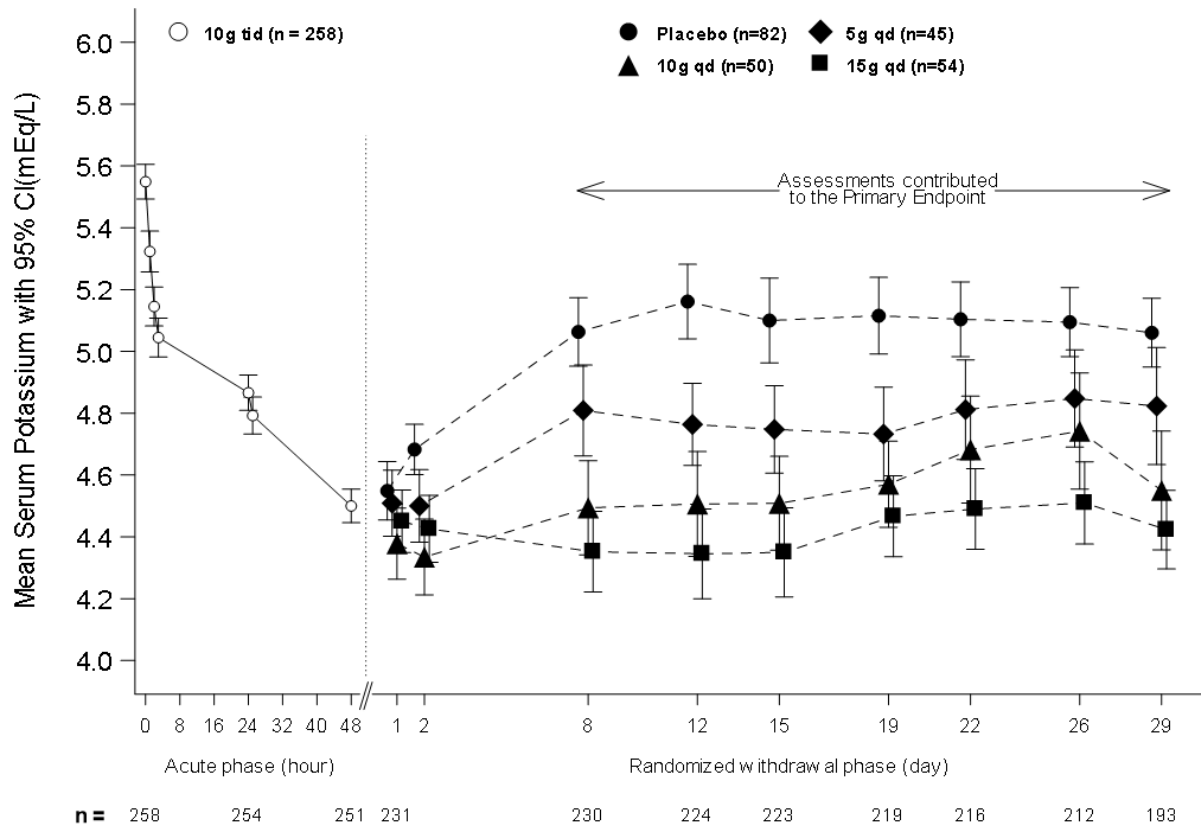 10g tid (n = 258)
Placebo (n=82)
5g qd (n=45)
10g qd (n=50)
15g qd (n=54)
Mean Serum Potassium with 95% CI(mEq/L)
6.0
5.8
5.6
5.4
5.2
5.0
4.8
4.6
4.4
4.2
4.0
Assessments contributed
to the Primary Endpoint
0 8 16 24 32 40 48 // 1 2 8 12 15 19 22 26 29
Acute phase (hour) Randomized withdrawal phase (day)
n = 258 254 251 231 230 224 223 219 216 212 193